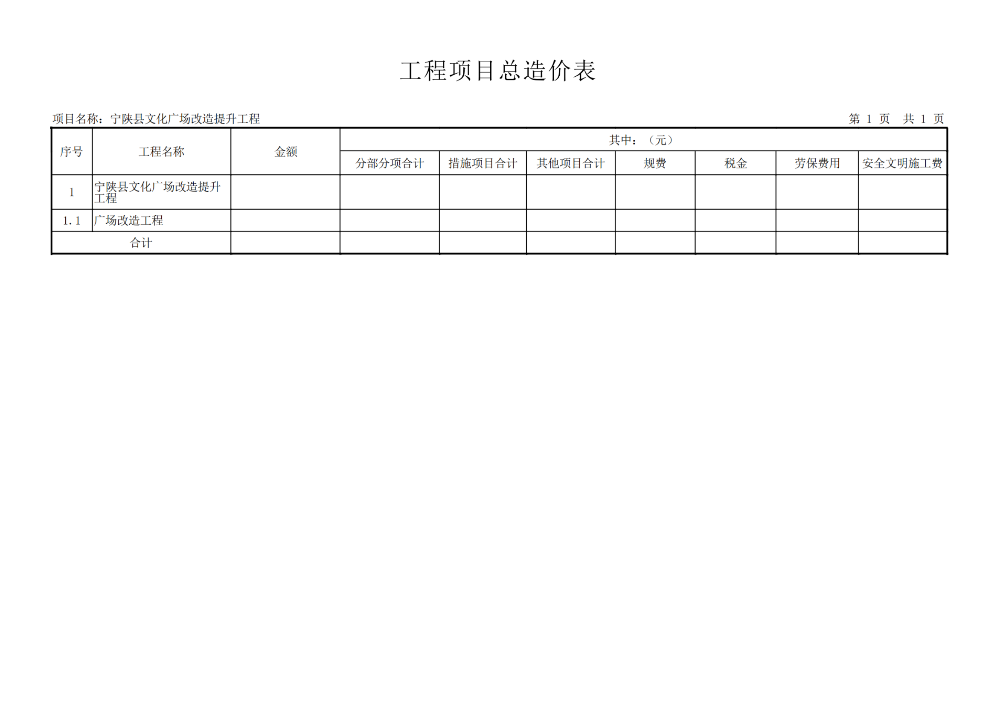 工程项目总造价表
项目名称：宁陕县文化广场改造提升工程 第 1 页 共 1 页
序号 工程名称 金额 其中：（元）
分部分项合计 措施项目合计 其他项目合计 规费 税金 劳保费用 安全文明施工费
1 宁陕县文化广场改造提升
工程
1.1 广场改造工程
合计